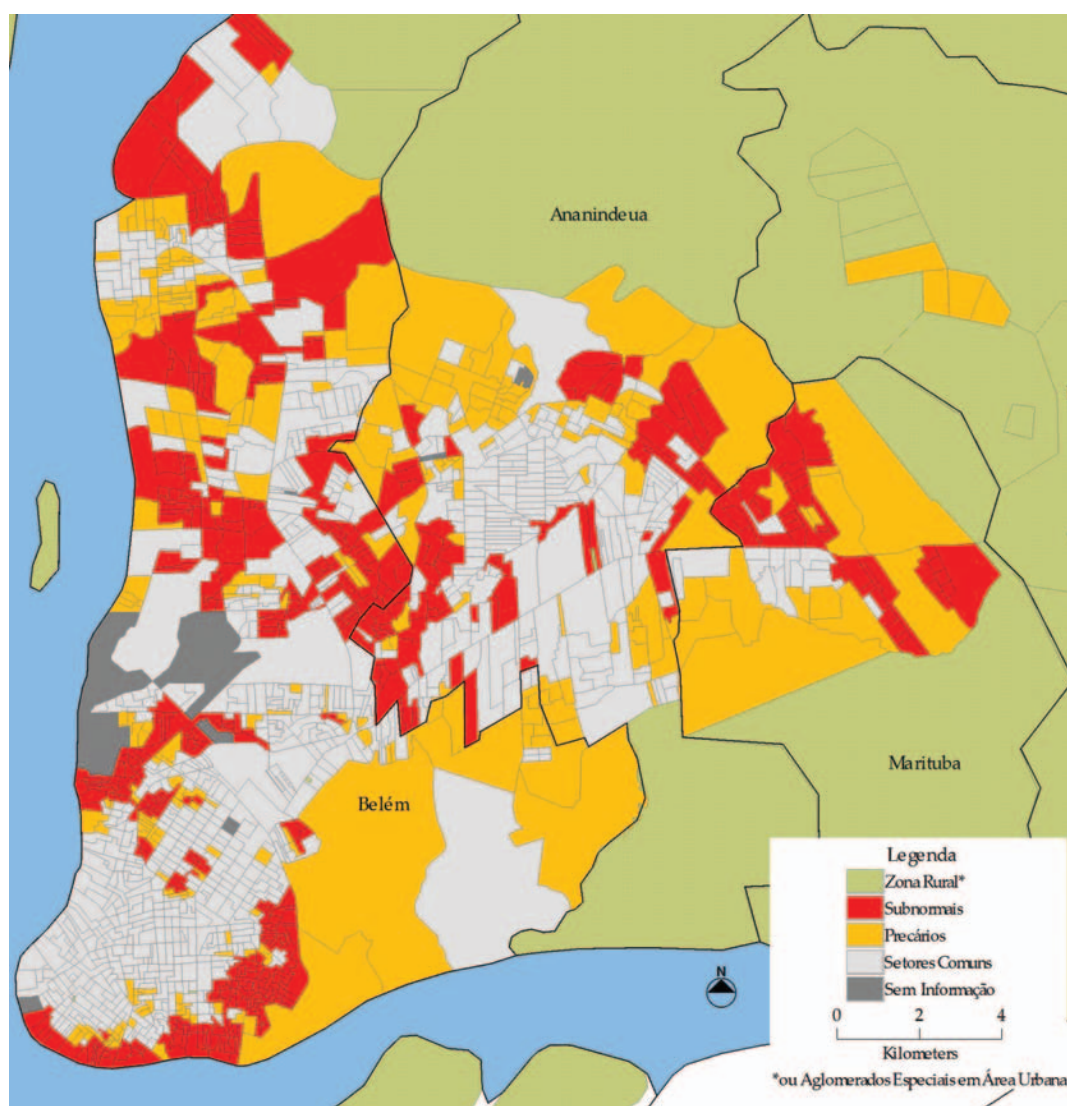 Ananindeua
Belém
Marituba
Legenda
Zona Rural*
Subnormais
Precários
Setores Comuns
Sem Informação
N
0 2 4
Kilometers
*ou Aglomerados Especiais em Área Urbana